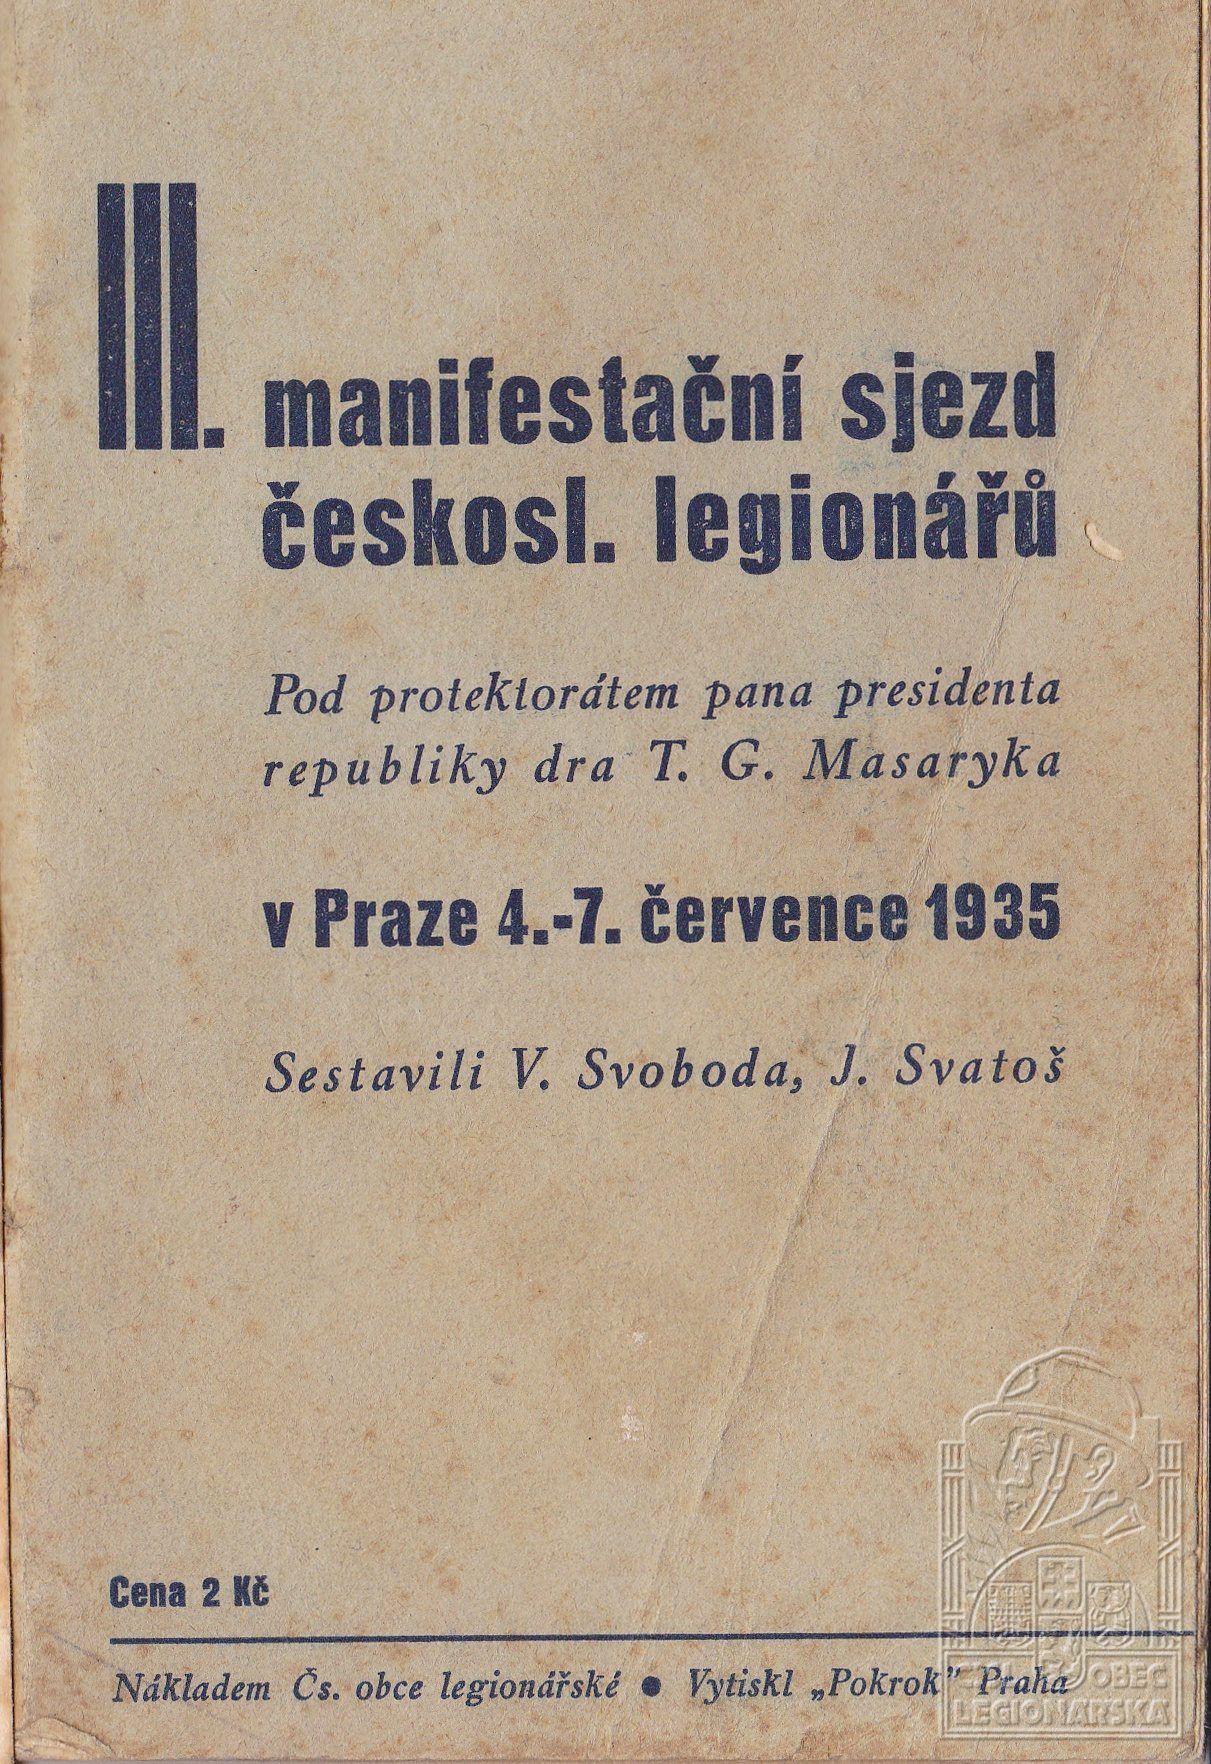 III. manifestační sjezd
českosl. legionářů
Pod protektorátem pana presidenta
republiky dra T. G. Masaryka
v Praze 4.-7. července 1935
Sestavili V. Svoboda, J. Svatoš
Cena 2 Kč
Nákladem Čs. obce legionářské ● Vytiskl „Pokrok” Praha
OBEC
LEGIONÁŘSKÁ